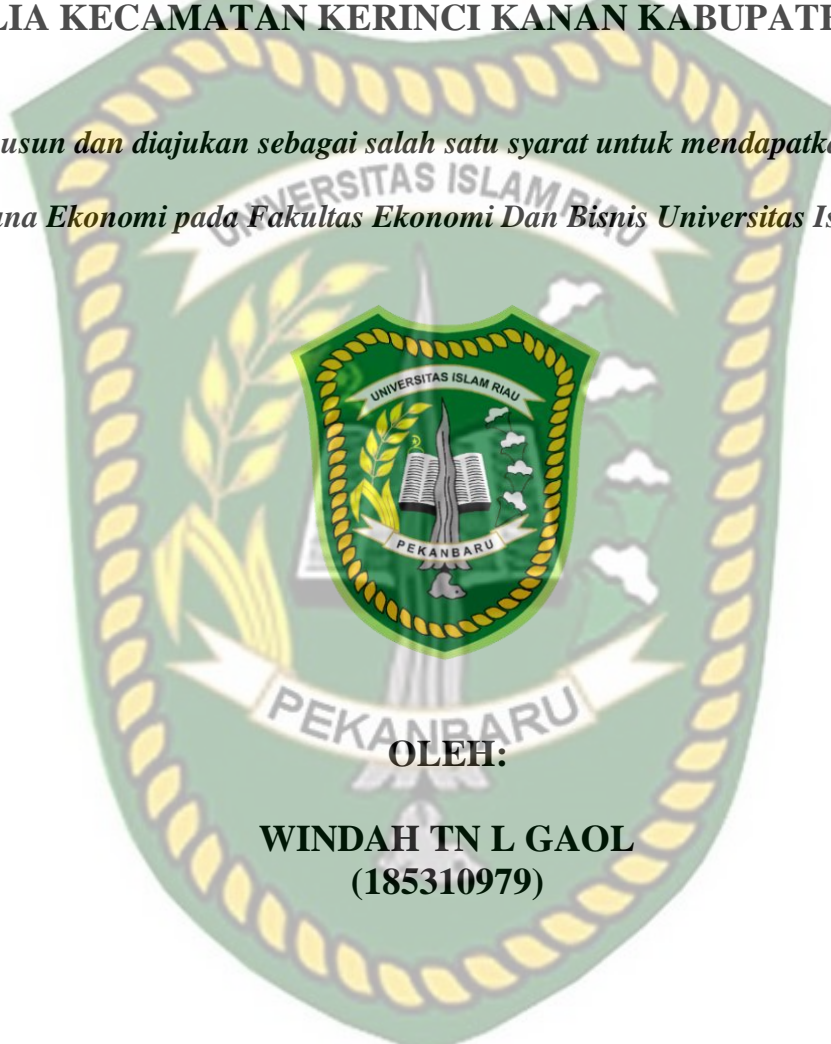 LIA KECAMATAN KERINCI KANAN KABUPATE
usun dan diajukan sebagai salah satu syarat untuk mendapatka
UNIVERSITAS ISLAM RIAU
na Ekonomi pada Fakultas Ekonomi Dan Bisnis Universitas Is
UNIVERSITAS ISLAM RIAU
PEKANBARU
PEKANBARU
OLEH:
WINDAH TN L GAOL
(185310979)